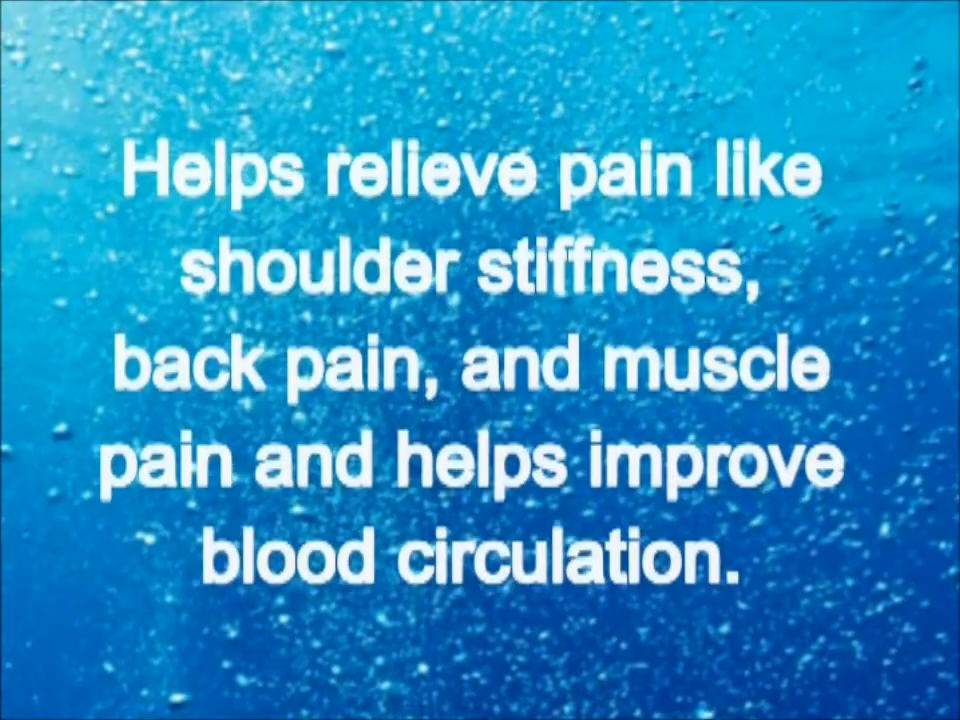 Helps relieve pain like
shoulder stiffness,
back pain, and muscle
pain and helps improve
blood circulation.